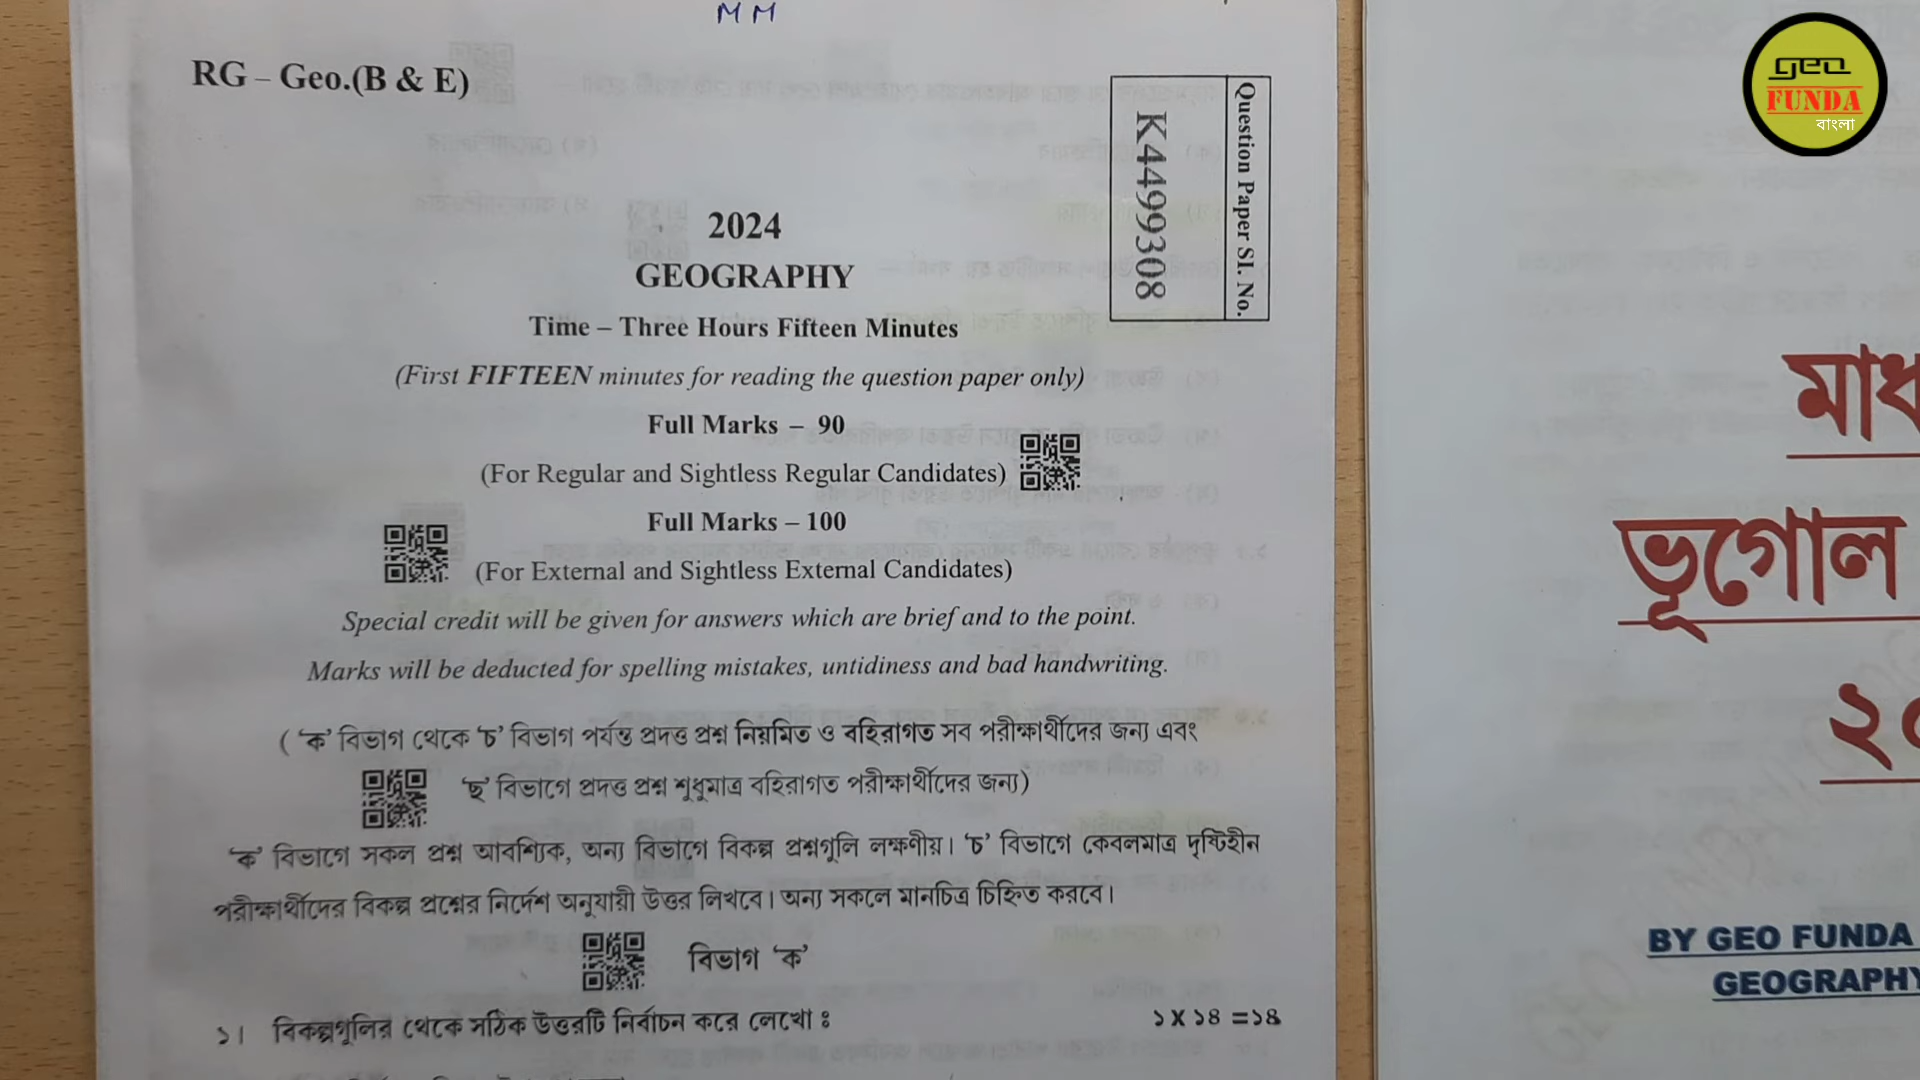 MM
RG – Geo.(B & E)
Question Paper SI. No.
K4499308
2024
GEOGRAPHY
Time – Three Hours Fifteen Minutes
(First FIFTEEN minutes for reading the question paper only)
Full Marks – 90
(For Regular and Sightless Regular Candidates)
Full Marks – 100
(For External and Sightless External Candidates)
Special credit will be given for answers which are brief and to the point.
Marks will be deducted for spelling mistakes, untidiness and bad handwriting.
( ‘ক’ বিভাগ থেকে ‘চ’ বিভাগ পর্যন্ত প্রদত্ত প্রশ্ন নিয়মিত ও বহিরাগত সব পরীক্ষার্থীদের জন্য এবং
‘ছ’ বিভাগে প্রদত্ত প্রশ্ন শুধুমাত্র বহিরাগত পরীক্ষার্থীদের জন্য)
‘ক’ বিভাগে সকল প্রশ্ন আবশ্যিক, অন্য বিভাগে বিকল্প প্রশ্নগুলি লক্ষণীয়। ‘চ’ বিভাগে কেবলমাত্র দৃষ্টিহীন
পরীক্ষার্থীদের বিকল্প প্রশ্নের নির্দেশ অনুযায়ী উত্তর লিখবে। অন্য সকলে মানচিত্র চিহ্নিত করবে।
বিভাগ ‘ক’
১। বিকল্পগুলির থেকে সঠিক উত্তরটি নির্বাচন করে লেখো ঃ ১ X ১৪ = ১৪
geo
FUNDA
বাংলা
মাধ
ভূগোল
২০
BY GEO FUNDA
GEOGRAPHY